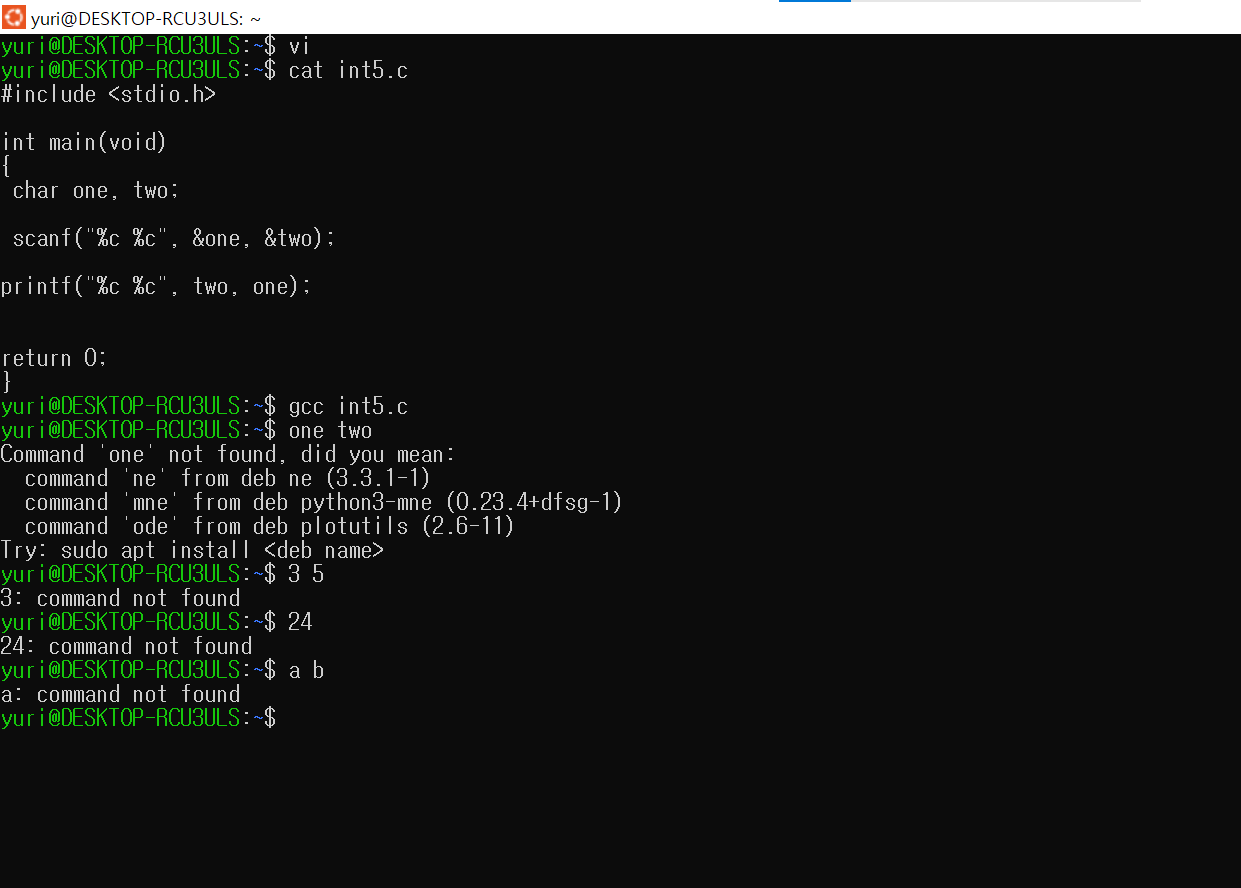 yuri@DESKTOP-RCU3ULS: ~
yuri@DESKTOP-RCU3ULS:~$ vi
yuri@DESKTOP-RCU3ULS:~$ cat int5.c
#include <stdio.h>
int main(void)
{
char one, two;
scanf("%c %c", &one, &two);
printf("%c %c", two, one);
return 0;
}
yuri@DESKTOP-RCU3ULS:~$ gcc int5.c
yuri@DESKTOP-RCU3ULS:~$ one two
Command 'one' not found, did you mean:
command 'ne' from deb ne (3.3.1-1)
command 'mne' from deb python3-mne (0.23.4+dfsg-1)
command 'ode' from deb plotutils (2.6-11)
Try: sudo apt install <deb name>
yuri@DESKTOP-RCU3ULS:~$ 3 5
3: command not found
yuri@DESKTOP-RCU3ULS:~$ 24
24: command not found
yuri@DESKTOP-RCU3ULS:~$ a b
a: command not found
yuri@DESKTOP-RCU3ULS:~$